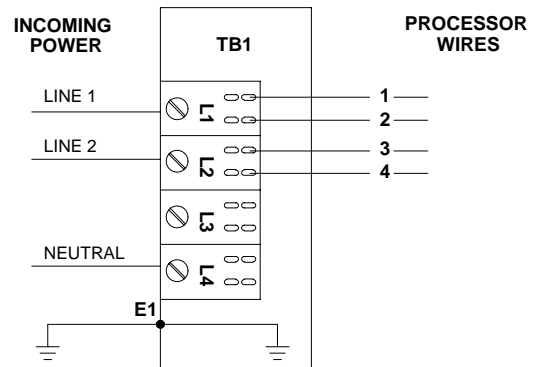 INCOMING
POWER
TB1
PROCESSOR
WIRES
LINE 1
L1
1
2
LINE 2
L2
3
4
L3
NEUTRAL
L4
E1